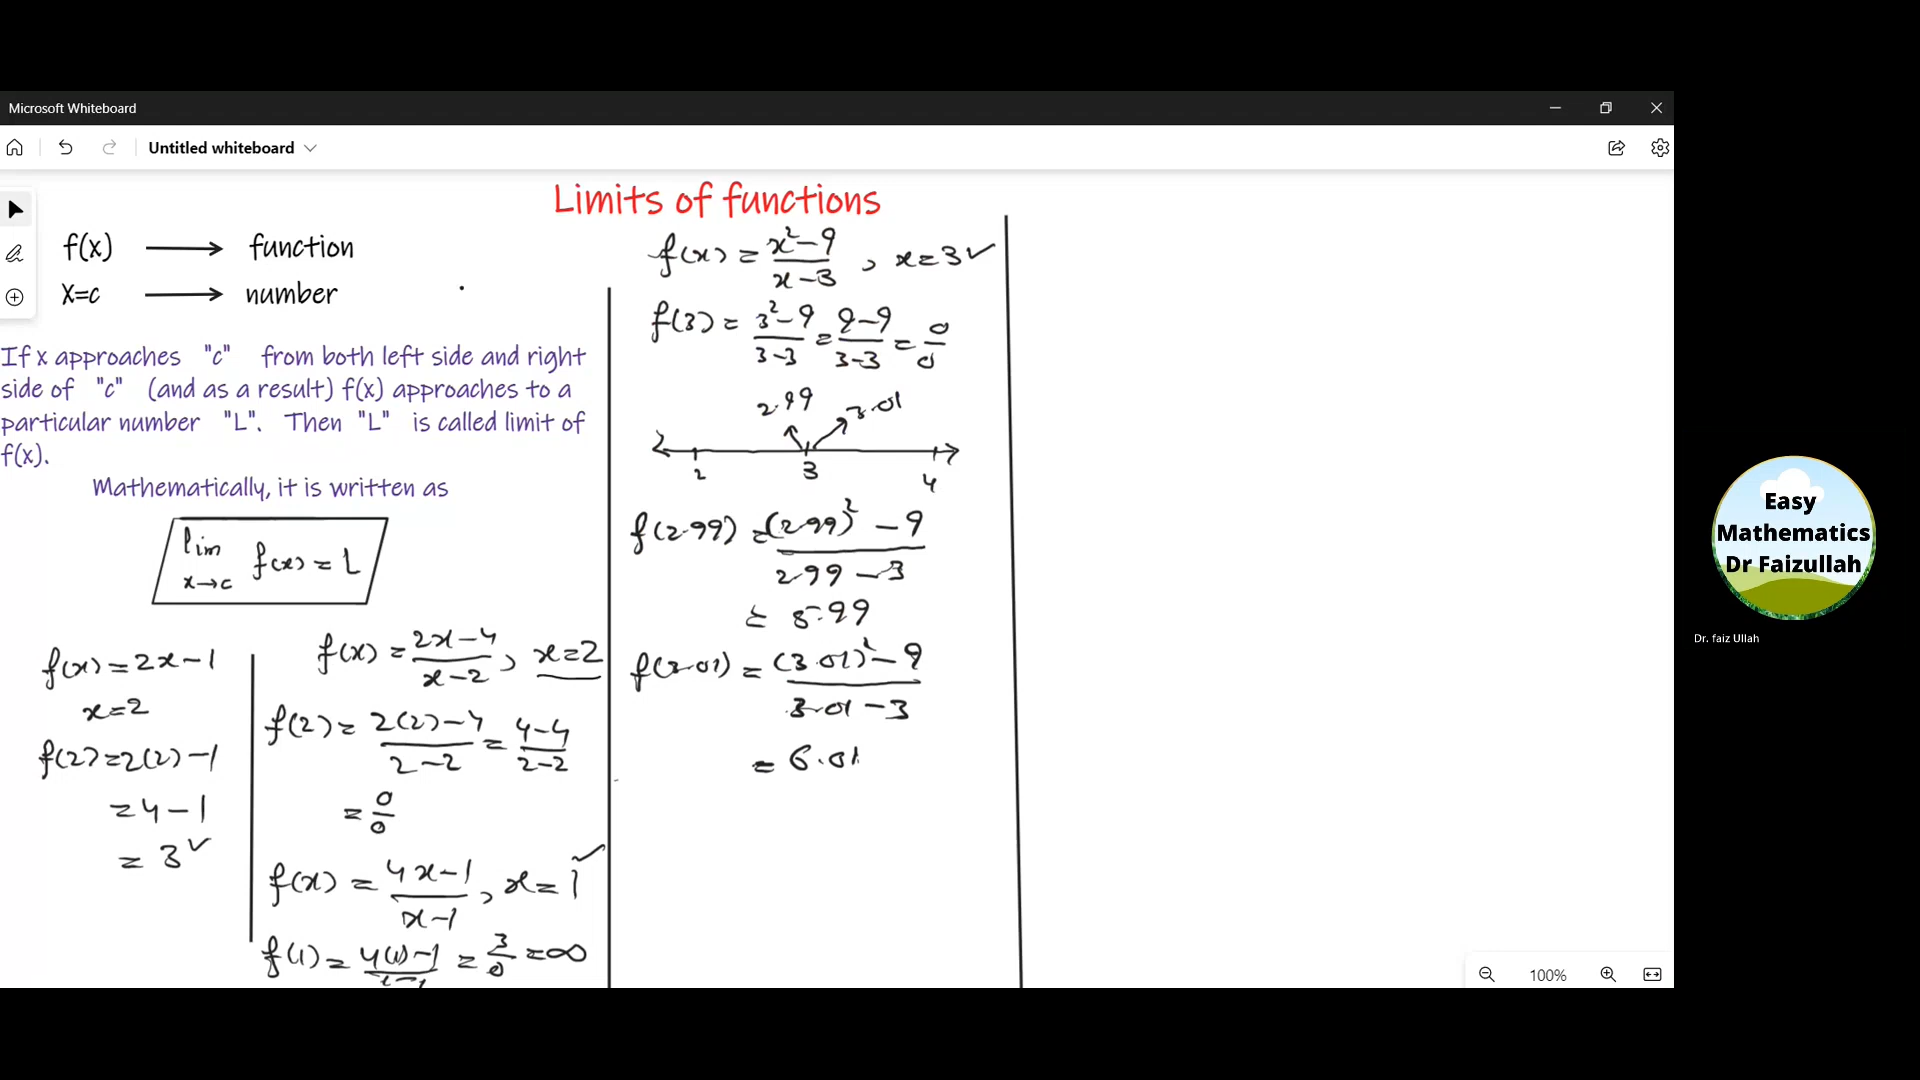 Microsoft Whiteboard
Untitled whiteboard
Limits of functions
f(x) → function
X=c → number
If x approaches "c" from both left side and right
side of "c" (and as a result) f(x) approaches to a
particular number "L". Then "L" is called limit of
f(x).
Mathematically, it is written as
lim x→c f(x) = L
f(x) = 2x-1
x=2
f(2)=2(2)-1
=4-1
= 3 ✓
f(x) = (2x-4)/(x-2), x=2
f(2) = (2(2)-4)/(2-2) = (4-4)/(2-2)
= 0/0
f(x) = (4x-1)/(x-1), x=1 ✓
f(1) = (4(1)-1)/(1-1) = 3/0 = ∞
f(x) = (x²-9)/(x-3), x=3 ✓
f(3) = (3²-9)/(3-3) = (9-9)/(3-3) = 0/0
2.99 3.01
2 3 4
f(2.99) = ((2.99)²-9)/(2.99-3)
= 5.99
f(3.01) = ((3.01)²-9)/(3.01-3)
= 6.01
100%
Easy
Mathematics
Dr Faizullah
Dr. faiz Ullah